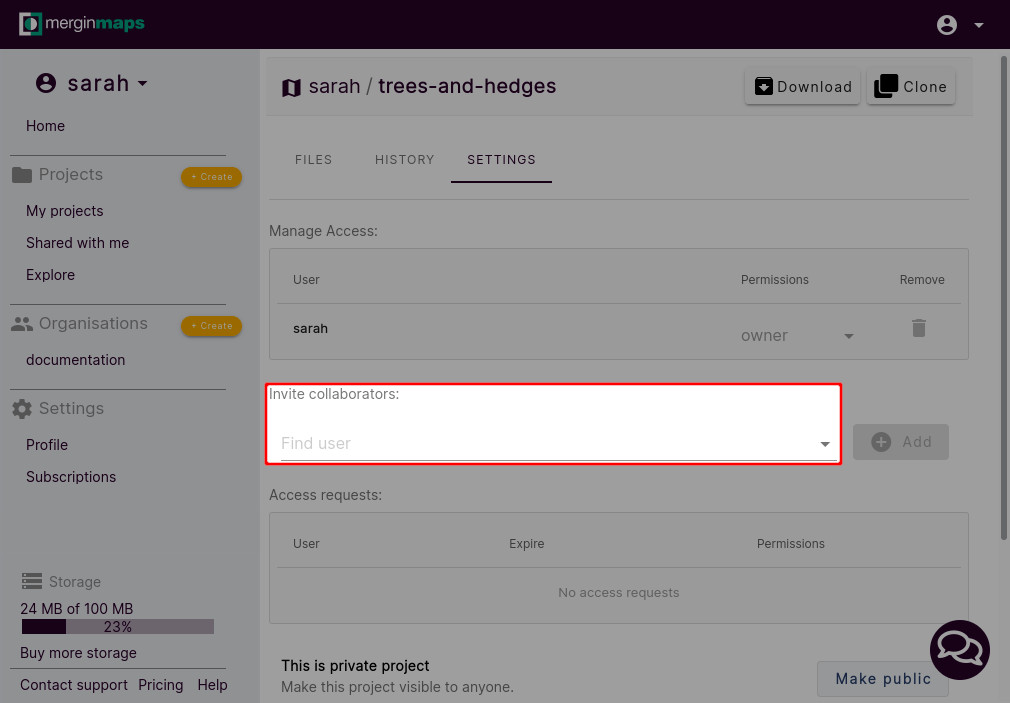 merginmaps
sarah
Home
Projects
+ Create
My projects
Shared with me
Explore
Organisations
+ Create
documentation
Settings
Profile
Subscriptions
Storage
24 MB of 100 MB
23%
Buy more storage
Contact support Pricing Help
sarah / trees-and-hedges
Download Clone
FILES HISTORY SETTINGS
Manage Access:
User Permissions Remove
sarah owner
Invite collaborators:
Find user
Add
Access requests:
User Expire Permissions
No access requests
This is private project
Make this project visible to anyone.
Make public